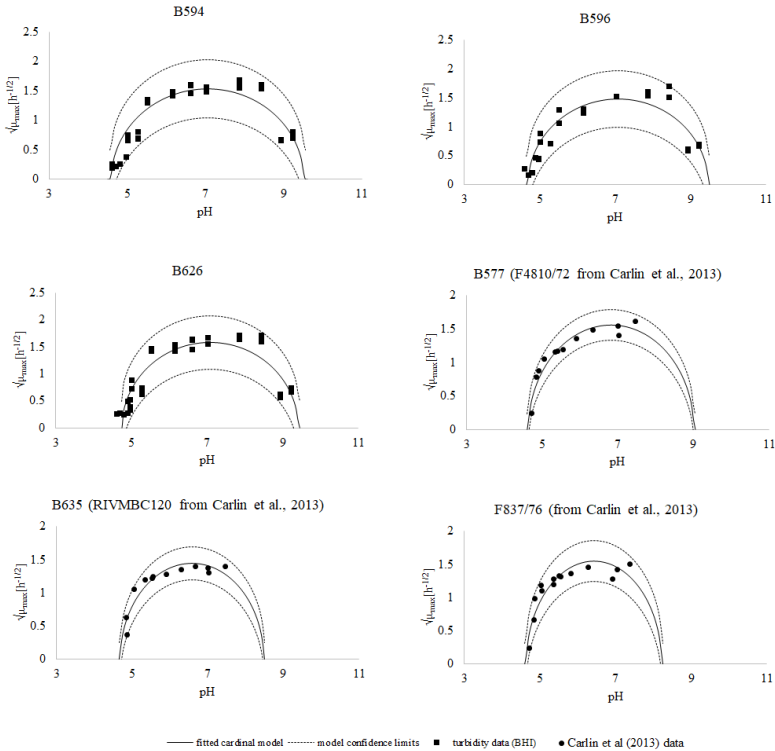 B594
√μmax[h-1/2]
2.5
2
1.5
1
0.5
0
3
5
7
9
11
pH
B596
√μmax[h-1/2]
2.5
2
1.5
1
0.5
0
3
5
7
9
11
pH
B626
√μmax[h-1/2]
2.5
2
1.5
1
0.5
0
3
5
7
9
11
pH
B577 (F4810/72 from Carlin et al., 2013)
√μmax[h-1/2]
2
1.5
1
0.5
0
3
5
7
9
11
pH
B635 (RIVMBC120 from Carlin et al., 2013)
√μmax[h-1/2]
2
1.5
1
0.5
0
3
5
7
9
11
pH
F837/76 (from Carlin et al., 2013)
√μmax[h-1/2]
2
1.5
1
0.5
0
3
5
7
9
11
pH
fitted cardinal model
model confidence limits
turbidity data (BHI)
Carlin et al (2013) data